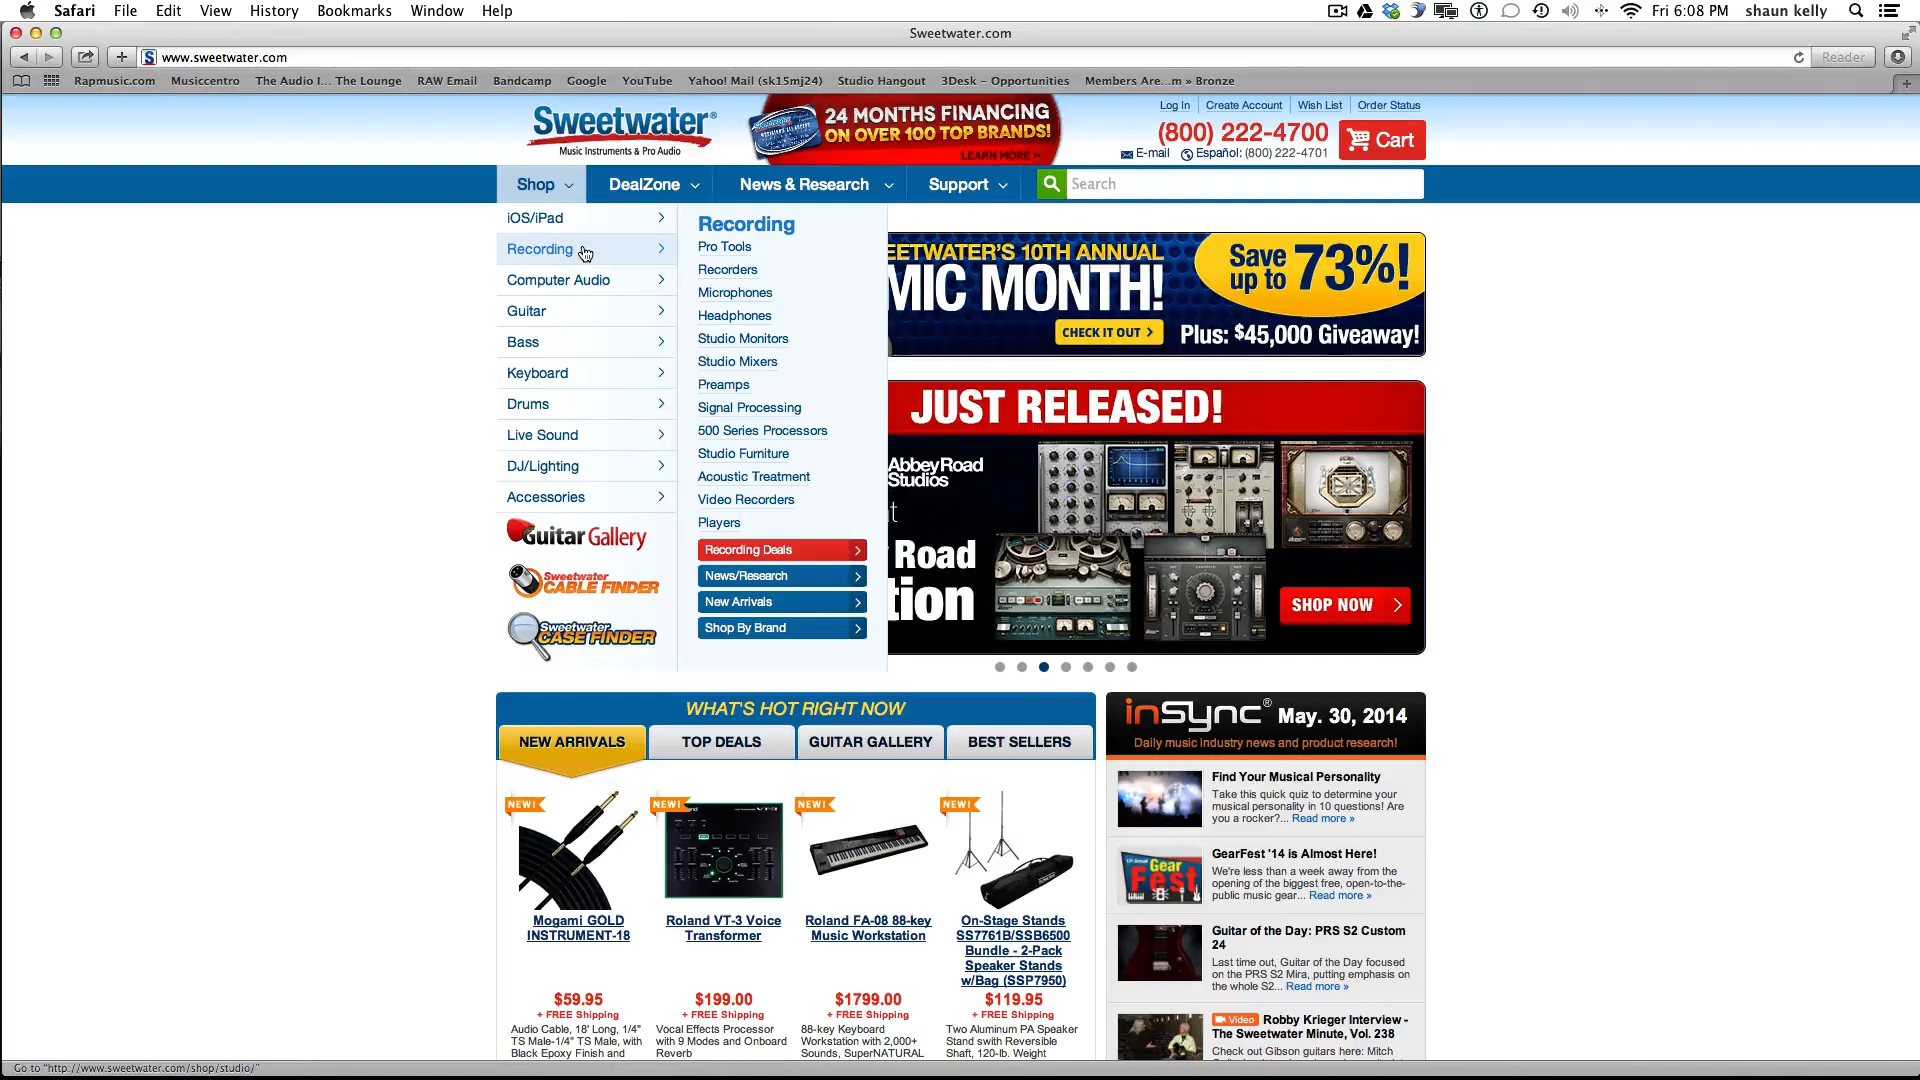 Safari File Edit View History Bookmarks Window Help
Fri 6:08 PM shaun kelly
Sweetwater.com
www.sweetwater.com
Reader
Rapmusic.com Musiccentro The Audio I... The Lounge RAW Email Bandcamp Google YouTube Yahoo! Mail (sk15mj24) Studio Hangout 3Desk - Opportunities Members Are...m » Bronze
Sweetwater®
Music Instruments & Pro Audio
24 MONTHS FINANCING
ON OVER 100 TOP BRANDS!
LEARN MORE »
Log In Create Account Wish List Order Status
(800) 222-4700
E-mail Español: (800) 222-4701
Cart
Shop DealZone News & Research Support Search
iOS/iPad
Recording
Computer Audio
Guitar
Bass
Keyboard
Drums
Live Sound
DJ/Lighting
Accessories
Guitar Gallery
Sweetwater
CABLE FINDER
Sweetwater
CASE FINDER
Recording
Pro Tools
Recorders
Microphones
Headphones
Studio Monitors
Studio Mixers
Preamps
Signal Processing
500 Series Processors
Studio Furniture
Acoustic Treatment
Video Recorders
Players
Recording Deals
News/Research
New Arrivals
Shop By Brand
EETWATER'S 10TH ANNUAL
MIC MONTH!
CHECK IT OUT >
Save
up to 73%!
Plus: $45,000 Giveaway!
JUST RELEASED!
AbbeyRoad
Studios
t
Road
tion
SHOP NOW
WHAT'S HOT RIGHT NOW
NEW ARRIVALS TOP DEALS GUITAR GALLERY BEST SELLERS
NEW! NEW! NEW! NEW!
Mogami GOLD
INSTRUMENT-18
$59.95
+ FREE Shipping
Audio Cable, 18' Long, 1/4"
TS Male-1/4" TS Male, with
Black Epoxy Finish and
Roland VT-3 Voice
Transformer
$199.00
+ FREE Shipping
Vocal Effects Processor
with 9 Modes and Onboard
Reverb
Roland FA-08 88-key
Music Workstation
$1799.00
+ FREE Shipping
88-key Keyboard
Workstation with 2,000+
Sounds, SuperNATURAL
On-Stage Stands
SS7761B/SSB6500
Bundle - 2-Pack
Speaker Stands
w/Bag (SSP7950)
$119.95
+ FREE Shipping
Two Aluminum PA Speaker
Stand swith Reversible
Shaft, 120-lb. Weight
inSync® May. 30, 2014
Daily music industry news and product research!
Find Your Musical Personality
Take this quick quiz to determine your
musical personality in 10 questions! Are
you a rocker?... Read more »
Gear
Fest
GearFest '14 is Almost Here!
We're less than a week away from the
opening of the biggest free, open-to-the-
public music gear... Read more »
Guitar of the Day: PRS S2 Custom
24
Last time out, Guitar of the Day focused
on the PRS S2 Mira, putting emphasis on
the whole S2... Read more »
Video Robby Krieger Interview -
The Sweetwater Minute, Vol. 238
Check out Gibson guitars here: Mitch
Go to "http://www.sweetwater.com/shop/studio/"